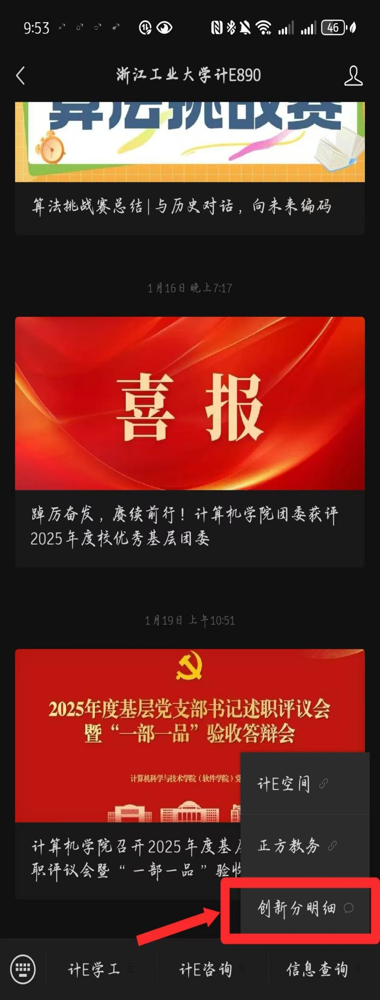 9:53
46
浙江工业大学计E890
算法挑战赛
算法挑战赛总结|与历史对话，向未来编码
1月16日 晚上7:17
喜报
踔厉奋发，赓续前行！计算机学院团委获评
2025年度校优秀基层团委
1月19日 上午10:51
2025年度基层党支部书记述职评议会
暨“一部一品”验收答辩会
计算机科学与技术学院（软件学院）党
计算机学院召开2025年度基层
职评议会暨“一部一品”验收
计E空间
正方教务
创新分明细
计E学工
计E咨询
信息查询